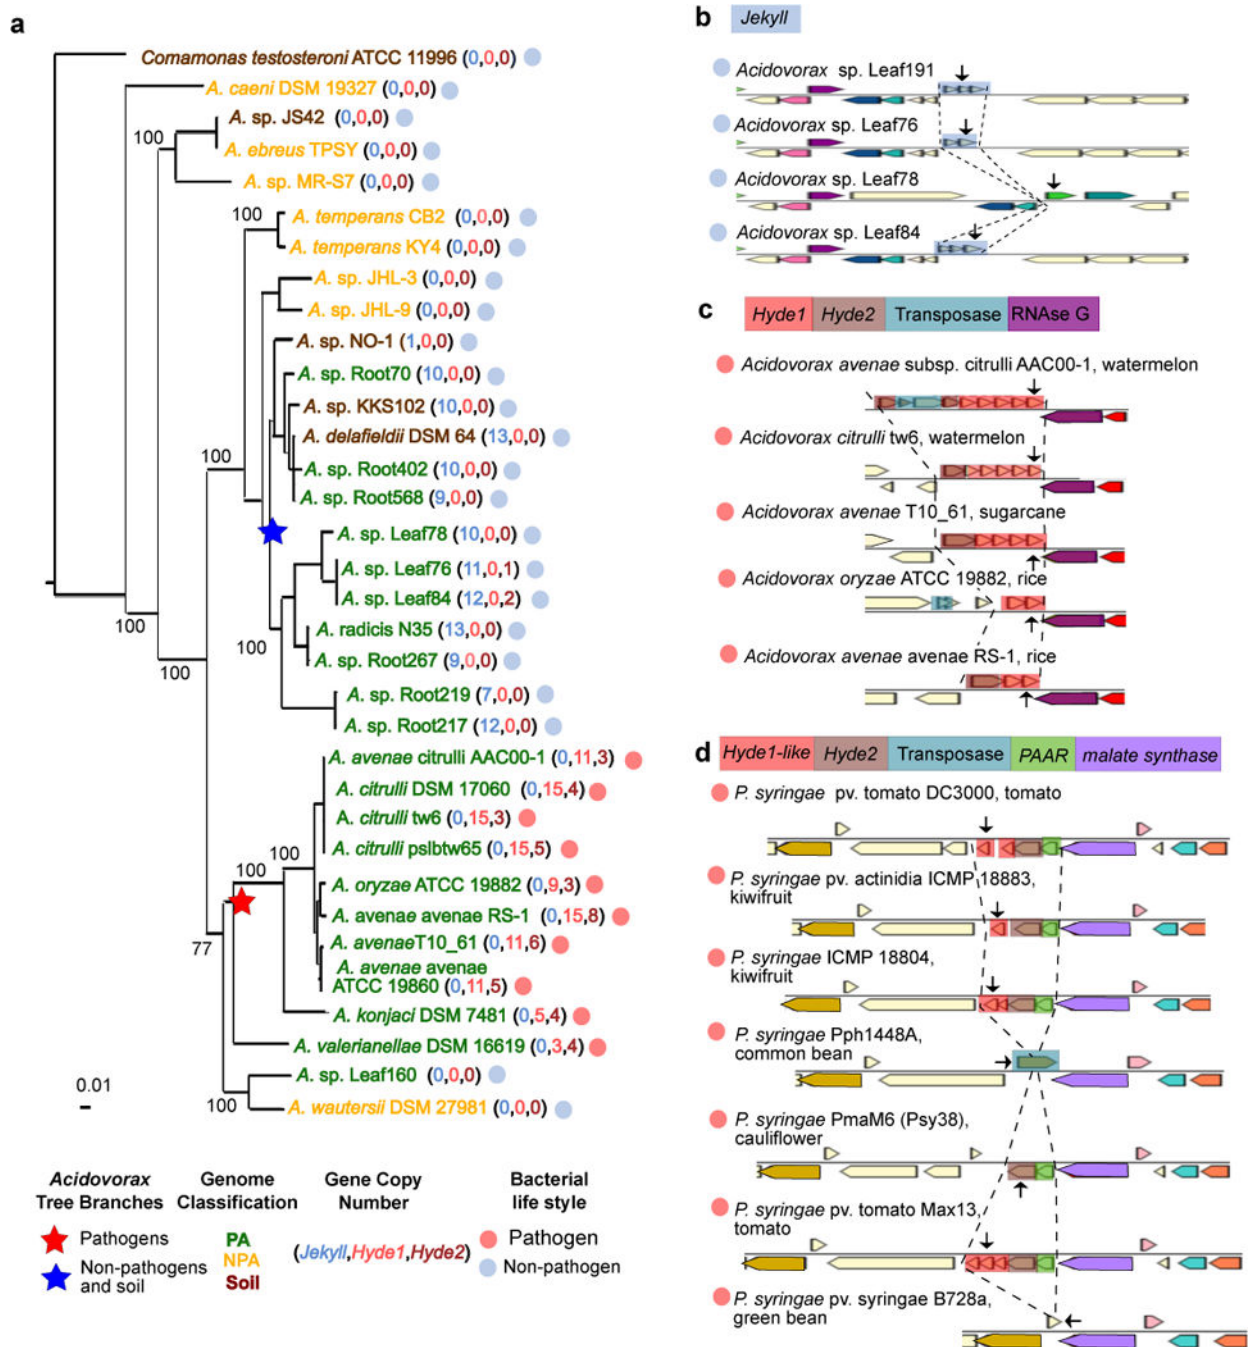 a
Comamonas testosteroni ATCC 11996 (0,0,0)
A. caeni DSM 19327 (0,0,0)
100
A. sp. JS42 (0,0,0)
A. ebreus TPSY (0,0,0)
A. sp. MR-S7 (0,0,0)
100
A. temperans CB2 (0,0,0)
A. temperans KY4 (0,0,0)
A. sp. JHL-3 (0,0,0)
A. sp. JHL-9 (0,0,0)
A. sp. NO-1 (1,0,0)
A. sp. Root70 (10,0,0)
A. sp. KKS102 (10,0,0)
A. delafieldii DSM 64 (13,0,0)
100
A. sp. Root402 (10,0,0)
A. sp. Root568 (9,0,0)
A. sp. Leaf78 (10,0,0)
A. sp. Leaf76 (11,0,1)
A. sp. Leaf84 (12,0,2)
100
A. radicis N35 (13,0,0)
100
A. sp. Root267 (9,0,0)
100
A. sp. Root219 (7,0,0)
A. sp. Root217 (12,0,0)
A. avenae citrulli AAC00-1 (0,11,3)
A. citrulli DSM 17060 (0,15,4)
A. citrulli tw6 (0,15,3)
A. citrulli pslbtw65 (0,15,5)
100
100
A. oryzae ATCC 19882 (0,9,3)
A. avenae avenae RS-1 (0,15,8)
77
A. avenaeT10_61 (0,11,6)
A. avenae avenae
ATCC 19860 (0,11,5)
A. konjaci DSM 7481 (0,5,4)
A. valerianellae DSM 16619 (0,3,4)
A. sp. Leaf160 (0,0,0)
100
A. wautersii DSM 27981 (0,0,0)
0.01
Acidovorax
Tree Branches
Pathogens
Non-pathogens
and soil
Genome
Classification
PA
NPA
Soil
Gene Copy
Number
(Jekyll,Hyde1,Hyde2)
Bacterial
life style
Pathogen
Non-pathogen
b
Jekyll
Acidovorax sp. Leaf191
Acidovorax sp. Leaf76
Acidovorax sp. Leaf78
Acidovorax sp. Leaf84
c
Hyde1 Hyde2 Transposase RNAse G
Acidovorax avenae subsp. citrulli AAC00-1, watermelon
Acidovorax citrulli tw6, watermelon
Acidovorax avenae T10_61, sugarcane
Acidovorax oryzae ATCC 19882, rice
Acidovorax avenae avenae RS-1, rice
d
Hyde1-like Hyde2 Transposase PAAR malate synthase
P. syringae pv. tomato DC3000, tomato
P. syringae pv. actinidia ICMP 18883,
kiwifruit
P. syringae ICMP 18804,
kiwifruit
P. syringae Pph1448A,
common bean
P. syringae PmaM6 (Psy38),
cauliflower
P. syringae pv. tomato Max13,
tomato
P. syringae pv. syringae B728a,
green bean